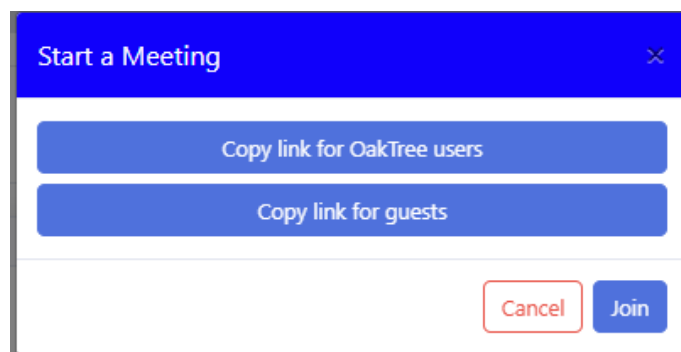 Start a Meeting
×
Copy link for OakTree users
Copy link for guests
Cancel
Join